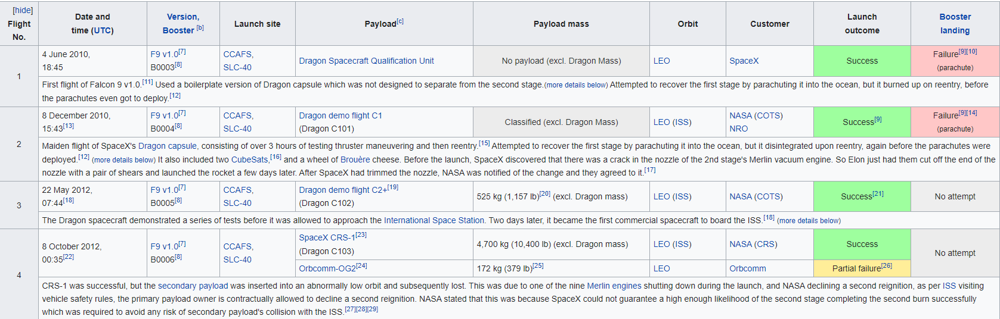 [hide]
Flight No.
Date and time (UTC)
Version, Booster [b]
Launch site
Payload[c]
Payload mass
Orbit
Customer
Launch outcome
Booster landing
1
4 June 2010, 18:45
F9 v1.0[7] B0003[8]
CCAFS, SLC-40
Dragon Spacecraft Qualification Unit
No payload (excl. Dragon Mass)
LEO
SpaceX
Success
Failure[9][10] (parachute)
First flight of Falcon 9 v1.0.[11] Used a boilerplate version of Dragon capsule which was not designed to separate from the second stage.(more details below) Attempted to recover the first stage by parachuting it into the ocean, but it burned up on reentry, before
the parachutes even got to deploy.[12]
2
8 December 2010, 15:43[13]
F9 v1.0[7] B0004[8]
CCAFS, SLC-40
Dragon demo flight C1 (Dragon C101)
Classified (excl. Dragon Mass)
LEO (ISS)
NASA (COTS) NRO
Success[9]
Failure[9][14] (parachute)
Maiden flight of SpaceX's Dragon capsule, consisting of over 3 hours of testing thruster maneuvering and then reentry.[15] Attempted to recover the first stage by parachuting it into the ocean, but it disintegrated upon reentry, again before the parachutes were
deployed.[12] (more details below) It also included two CubeSats,[16] and a wheel of Brouère cheese. Before the launch, SpaceX discovered that there was a crack in the nozzle of the 2nd stage's Merlin vacuum engine. So Elon just had them cut off the end of the
nozzle with a pair of shears and launched the rocket a few days later. After SpaceX had trimmed the nozzle, NASA was notified of the change and they agreed to it.[17]
3
22 May 2012, 07:44[18]
F9 v1.0[7] B0005[8]
CCAFS, SLC-40
Dragon demo flight C2+[19] (Dragon C102)
525 kg (1,157 lb)[20] (excl. Dragon mass)
LEO (ISS)
NASA (COTS)
Success[21]
No attempt
The Dragon spacecraft demonstrated a series of tests before it was allowed to approach the International Space Station. Two days later, it became the first commercial spacecraft to board the ISS.[18] (more details below)
4
8 October 2012, 00:35[22]
F9 v1.0[7] B0006[8]
CCAFS, SLC-40
SpaceX CRS-1[23] (Dragon C103)
4,700 kg (10,400 lb) (excl. Dragon mass)
LEO (ISS)
NASA (CRS)
Success
No attempt
Orbcomm-OG2[24]
172 kg (379 lb)[25]
LEO
Orbcomm
Partial failure[26]
CRS-1 was successful, but the secondary payload was inserted into an abnormally low orbit and subsequently lost. This was due to one of the nine Merlin engines shutting down during the launch, and NASA declining a second reignition, as per ISS visiting
vehicle safety rules, the primary payload owner is contractually allowed to decline a second reignition. NASA stated that this was because SpaceX could not guarantee a high enough likelihood of the second stage completing the second burn successfully
which was required to avoid any risk of secondary payload's collision with the ISS.[27][28][29]